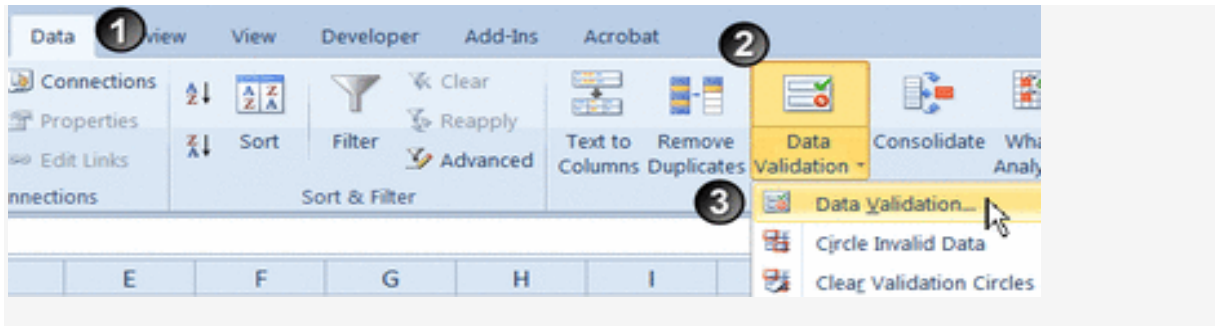 Data 1 view View Developer Add-Ins Acrobat 2
Connections
Properties
Edit Links
nnections
Sort
Filter
Clear
Reapply
Advanced
Sort & Filter
Text to
Columns
Remove
Duplicates
Data
Validation
Consolidate
Wha
Analy
3 Data Validation...
Circle Invalid Data
Clear Validation Circles
E F G H I